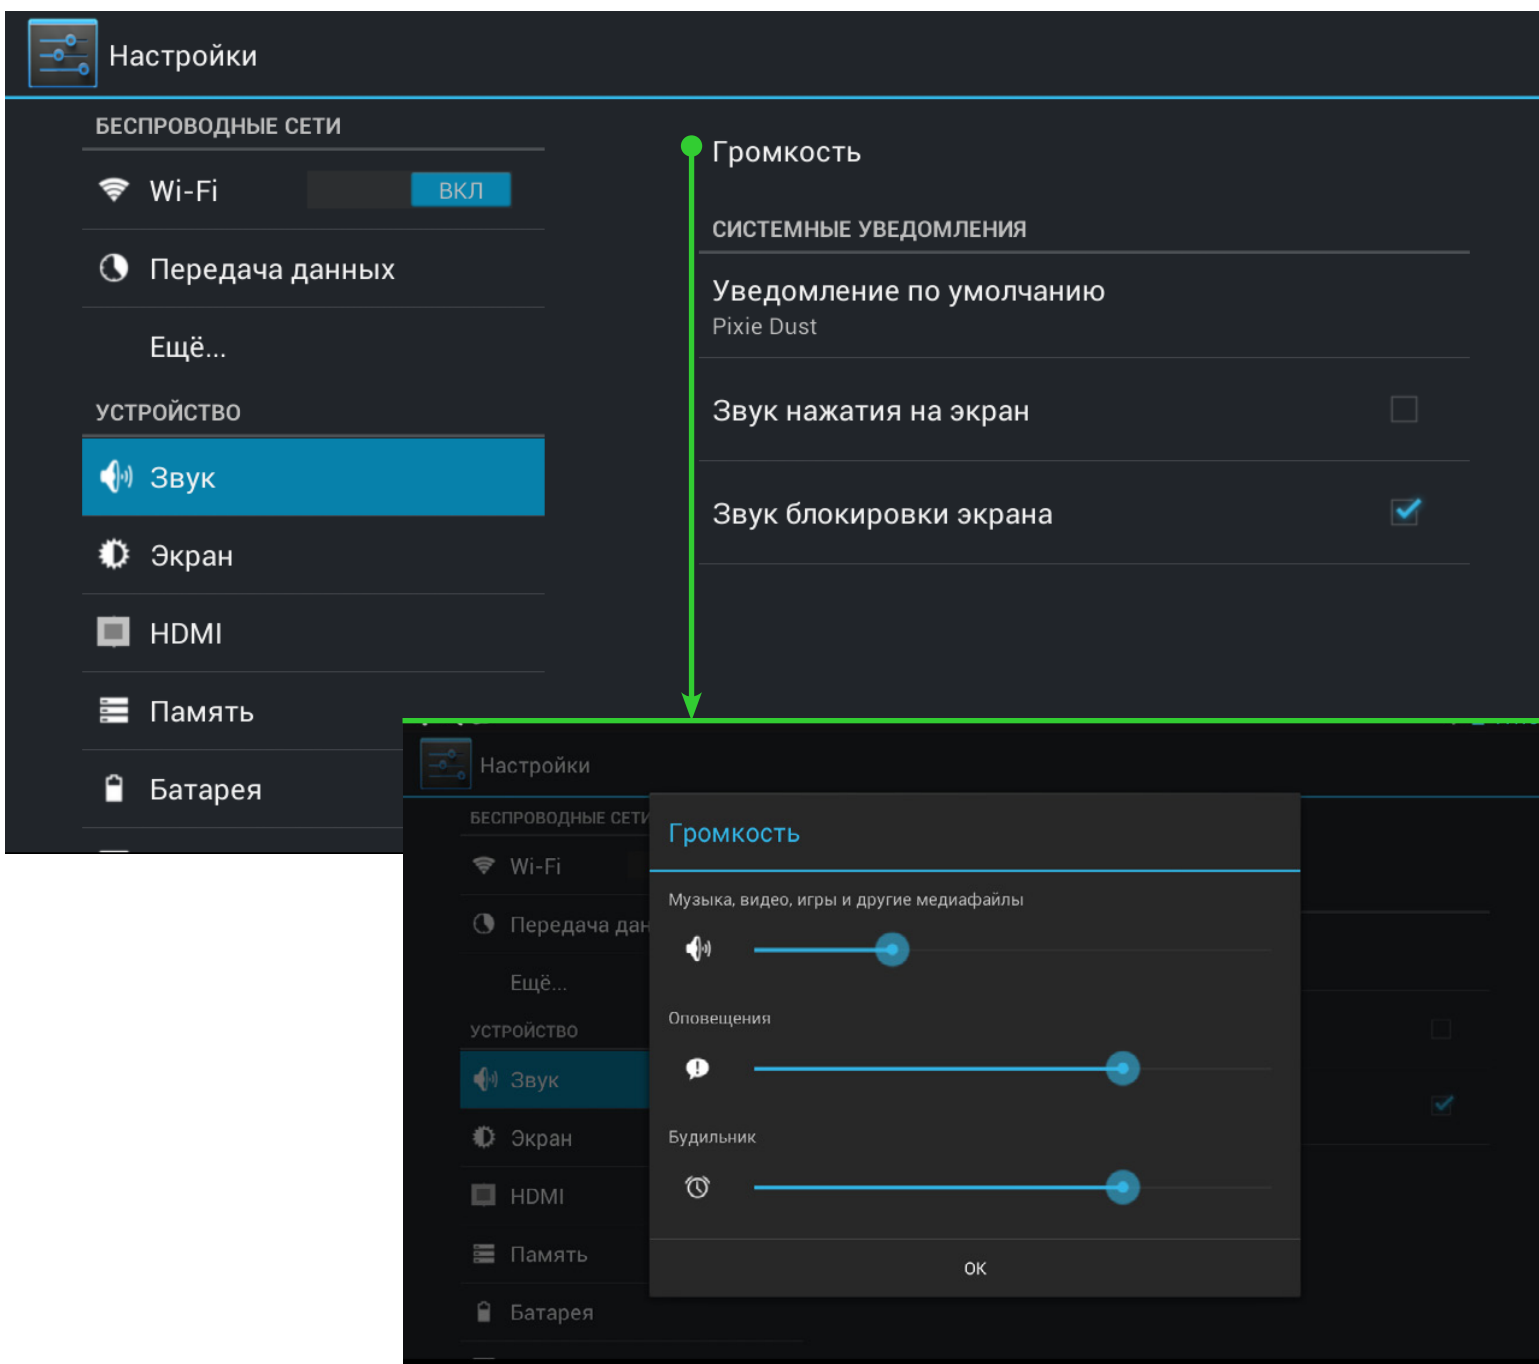 Настройки
БЕСПРОВОДНЫЕ СЕТИ
Wi-Fi
ВКЛ
Передача данных
Ещё...
УСТРОЙСТВО
Звук
Экран
HDMI
Память
Батарея
Громкость
СИСТЕМНЫЕ УВЕДОМЛЕНИЯ
Уведомление по умолчанию
Pixie Dust
Звук нажатия на экран
Звук блокировки экрана
Настройки
БЕСПРОВОДНЫЕ СЕТИ
Wi-Fi
Передача дан
Ещё...
УСТРОЙСТВО
Звук
Экран
HDMI
Память
Батарея
Громкость
Музыка, видео, игры и другие медиафайлы
Оповещения
Будильник
ОК